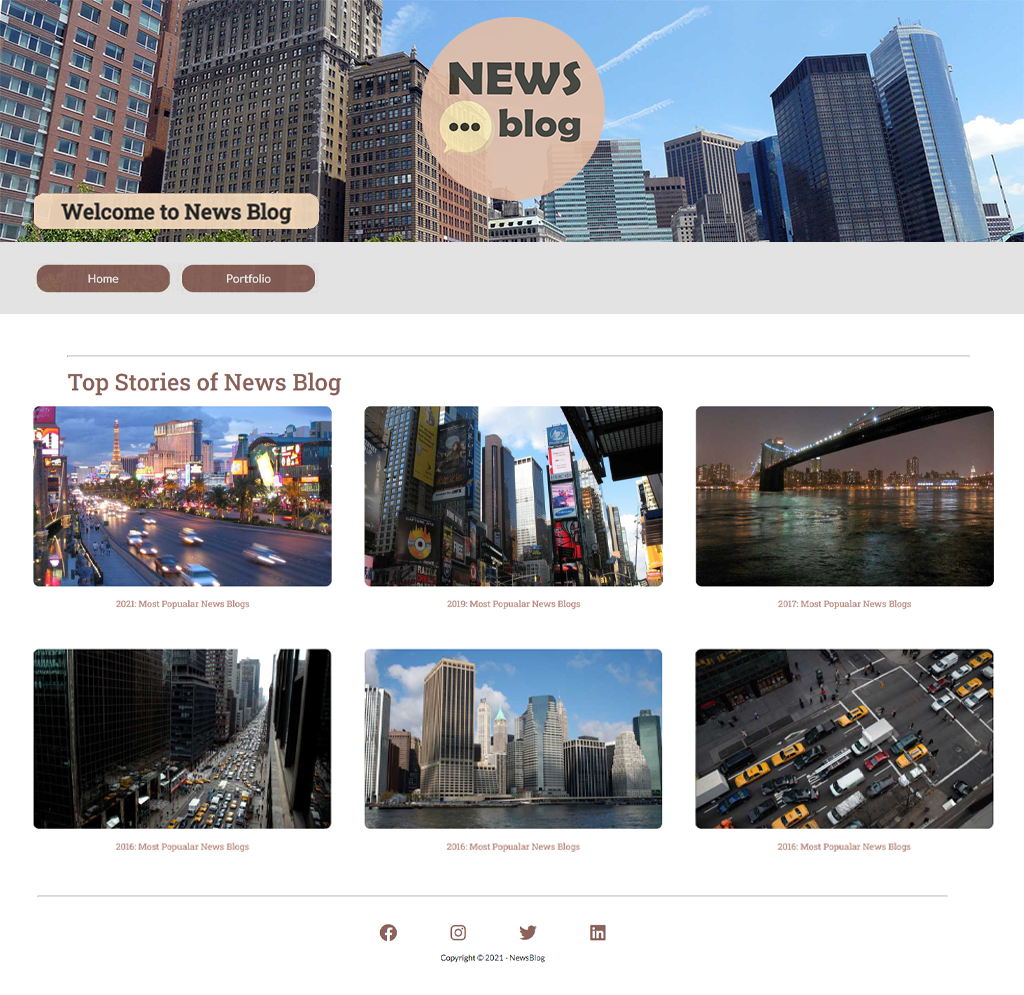 NEWS
blog
Welcome to News Blog
Home
Portfolio
Top Stories of News Blog
2021: Most Popualar News Blogs
2019: Most Popualar News Blogs
2017: Most Popualar News Blogs
2016: Most Popualar News Blogs
2016: Most Popualar News Blogs
2016: Most Popualar News Blogs
Copyright © 2021 - NewsBlog